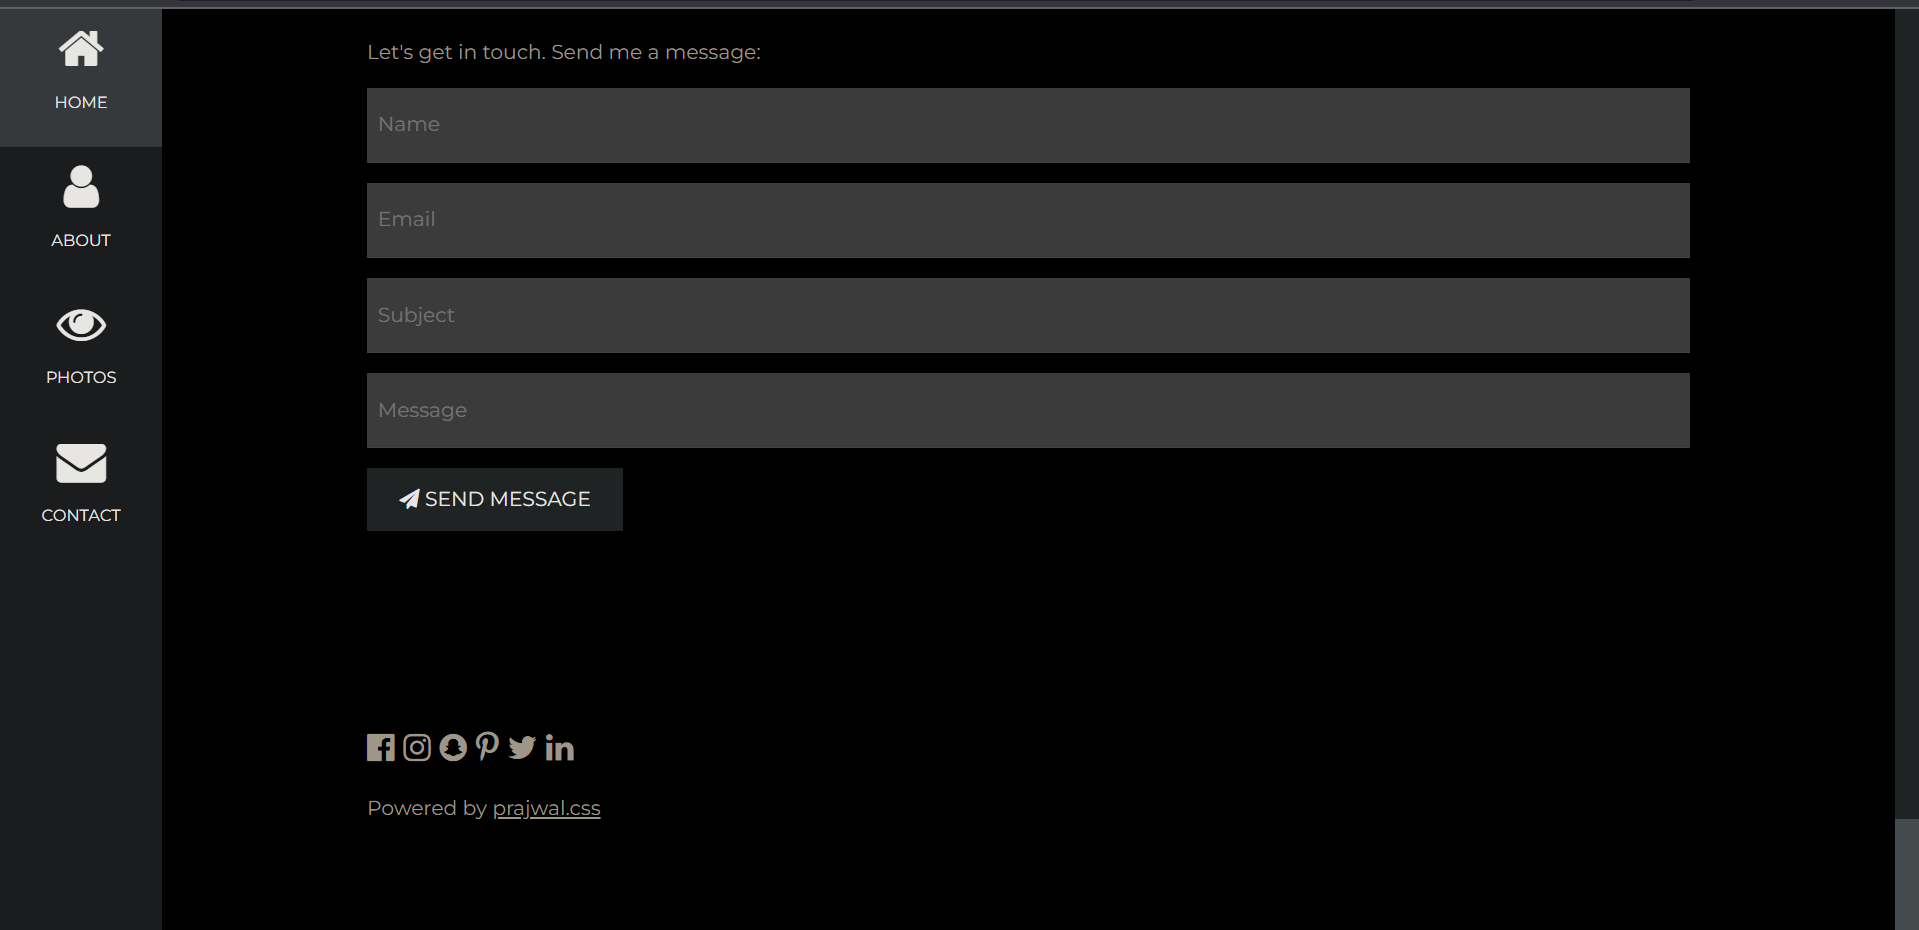 HOME
ABOUT
PHOTOS
CONTACT
Let's get in touch. Send me a message:
Name
Email
Subject
Message
SEND MESSAGE
Powered by prajwal.css